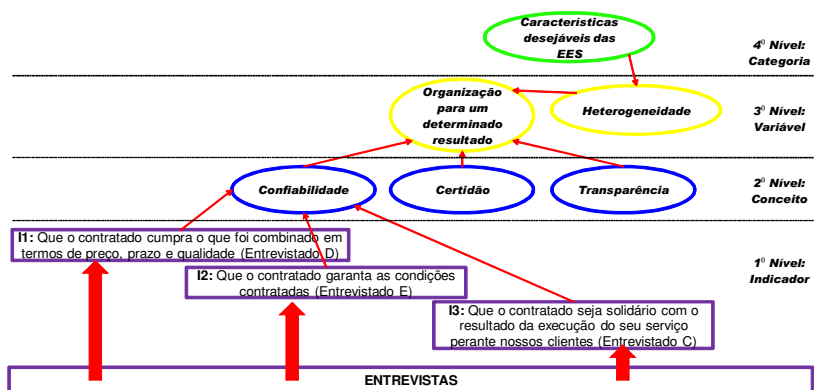 Características
desejáveis das
EES
4º Nível:
Categoria
Organização
para um
determinado
resultado
Heterogeneidade
3º Nível:
Variável
Confiabilidade
Certidão
Transparência
2º Nível:
Conceito
I1: Que o contratado cumpra o que foi combinado em
termos de preço, prazo e qualidade (Entrevistado D)
I2: Que o contratado garanta as condições
contratadas (Entrevistado E)
1º Nível:
Indicador
I3: Que o contratado seja solidário com o
resultado da execução do seu serviço
perante nossos clientes (Entrevistado C)
ENTREVISTAS